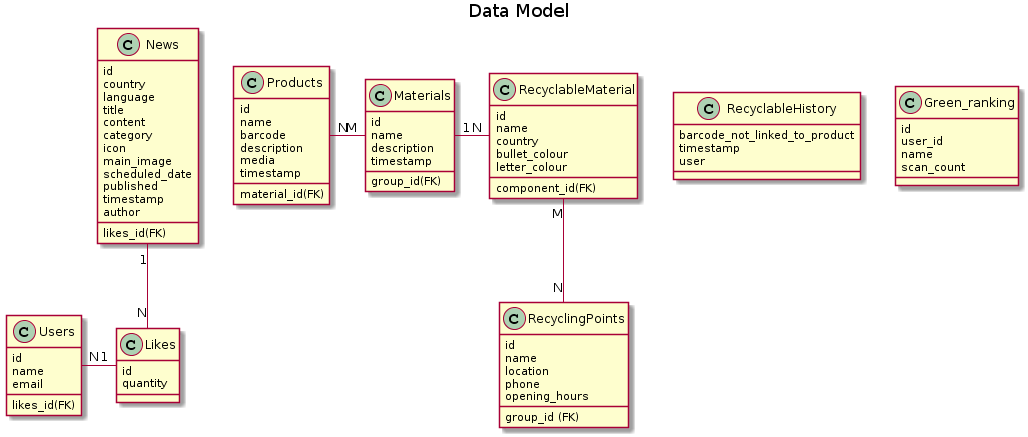 Data Model
C News
id
country
language
title
content
category
icon
main_image
scheduled_date
published
timestamp
author
likes_id(FK)
C Products
id
name
barcode
description
media
timestamp
material_id(FK)
N M
C Materials
id
name
description
timestamp
group_id(FK)
1 N
C RecyclableMaterial
id
name
country
bullet_colour
letter_colour
component_id(FK)
C RecyclableHistory
barcode_not_linked_to_product
timestamp
user
C Green_ranking
id
user_id
name
scan_count
1
N
M
N
C Users
id
name
email
likes_id(FK)
N 1
C Likes
id
quantity
C RecyclingPoints
id
name
location
phone
opening_hours
group_id (FK)